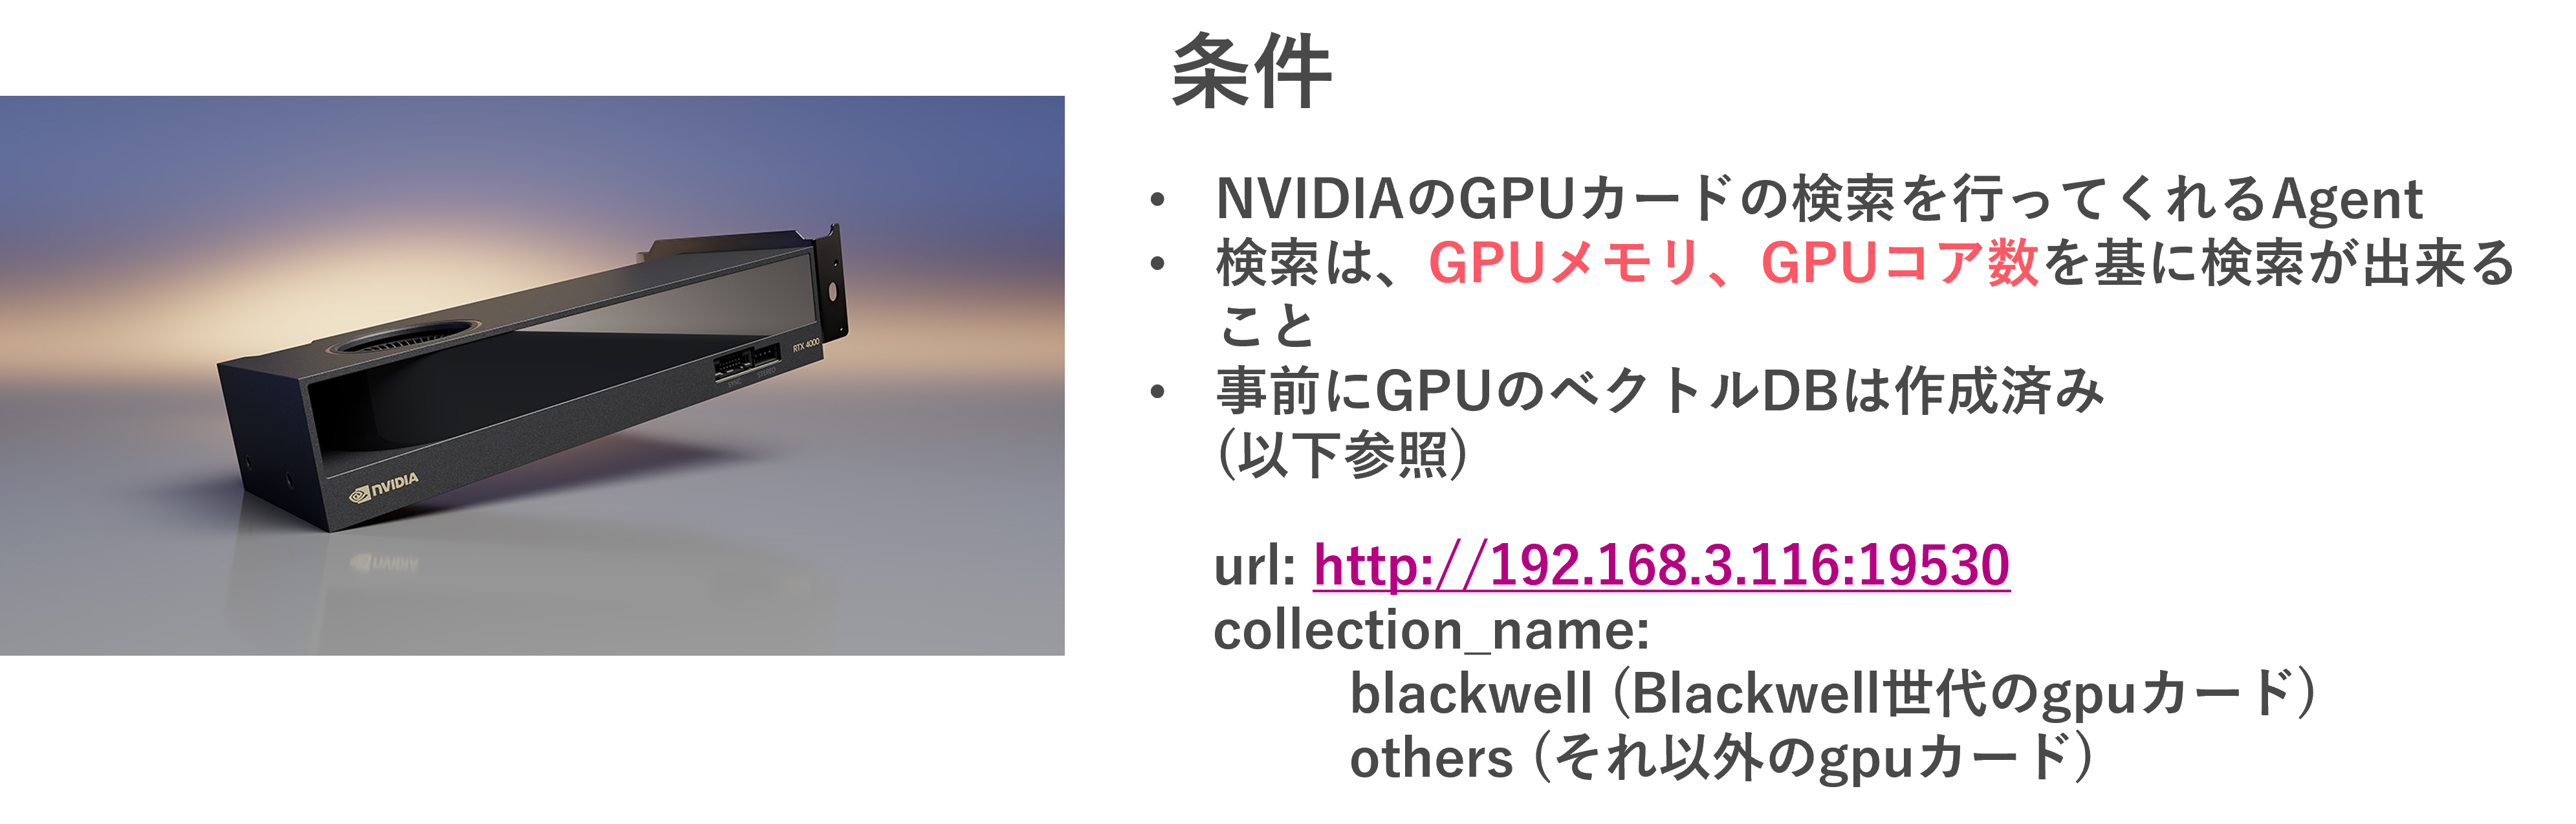 条件
• NVIDIAのGPUカードの検索を行ってくれるAgent
• 検索は、GPUメモリ、GPUコア数を基に検索が出来る
こと
• 事前にGPUのベクトルDBは作成済み
(以下参照)
url: http://192.168.3.116:19530
collection_name:
blackwell (Blackwell世代のgpuカード)
others (それ以外のgpuカード)
RTX 4000
SYNC STEREO
NVIDIA